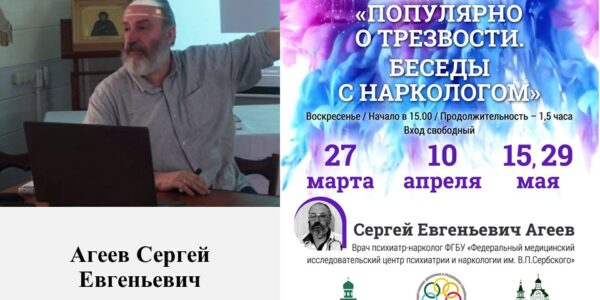 Агеев Сергей
Евгеньевич
«ПОПУЛЯРНО
О ТРЕЗВОСТИ.
БЕСЕДЫ
С НАРКОЛОГОМ»
Воскресенье / Начало в 15.00 / Продолжительность – 1,5 часа
Вход свободный
27 марта
10 апреля
15, 29 мая
Сергей Евгеньевич Агеев
Врач психиатр-нарколог ФГБУ «Федеральный медицинский
исследовательский центр психиатрии и наркологии им. В.П.Сербского»